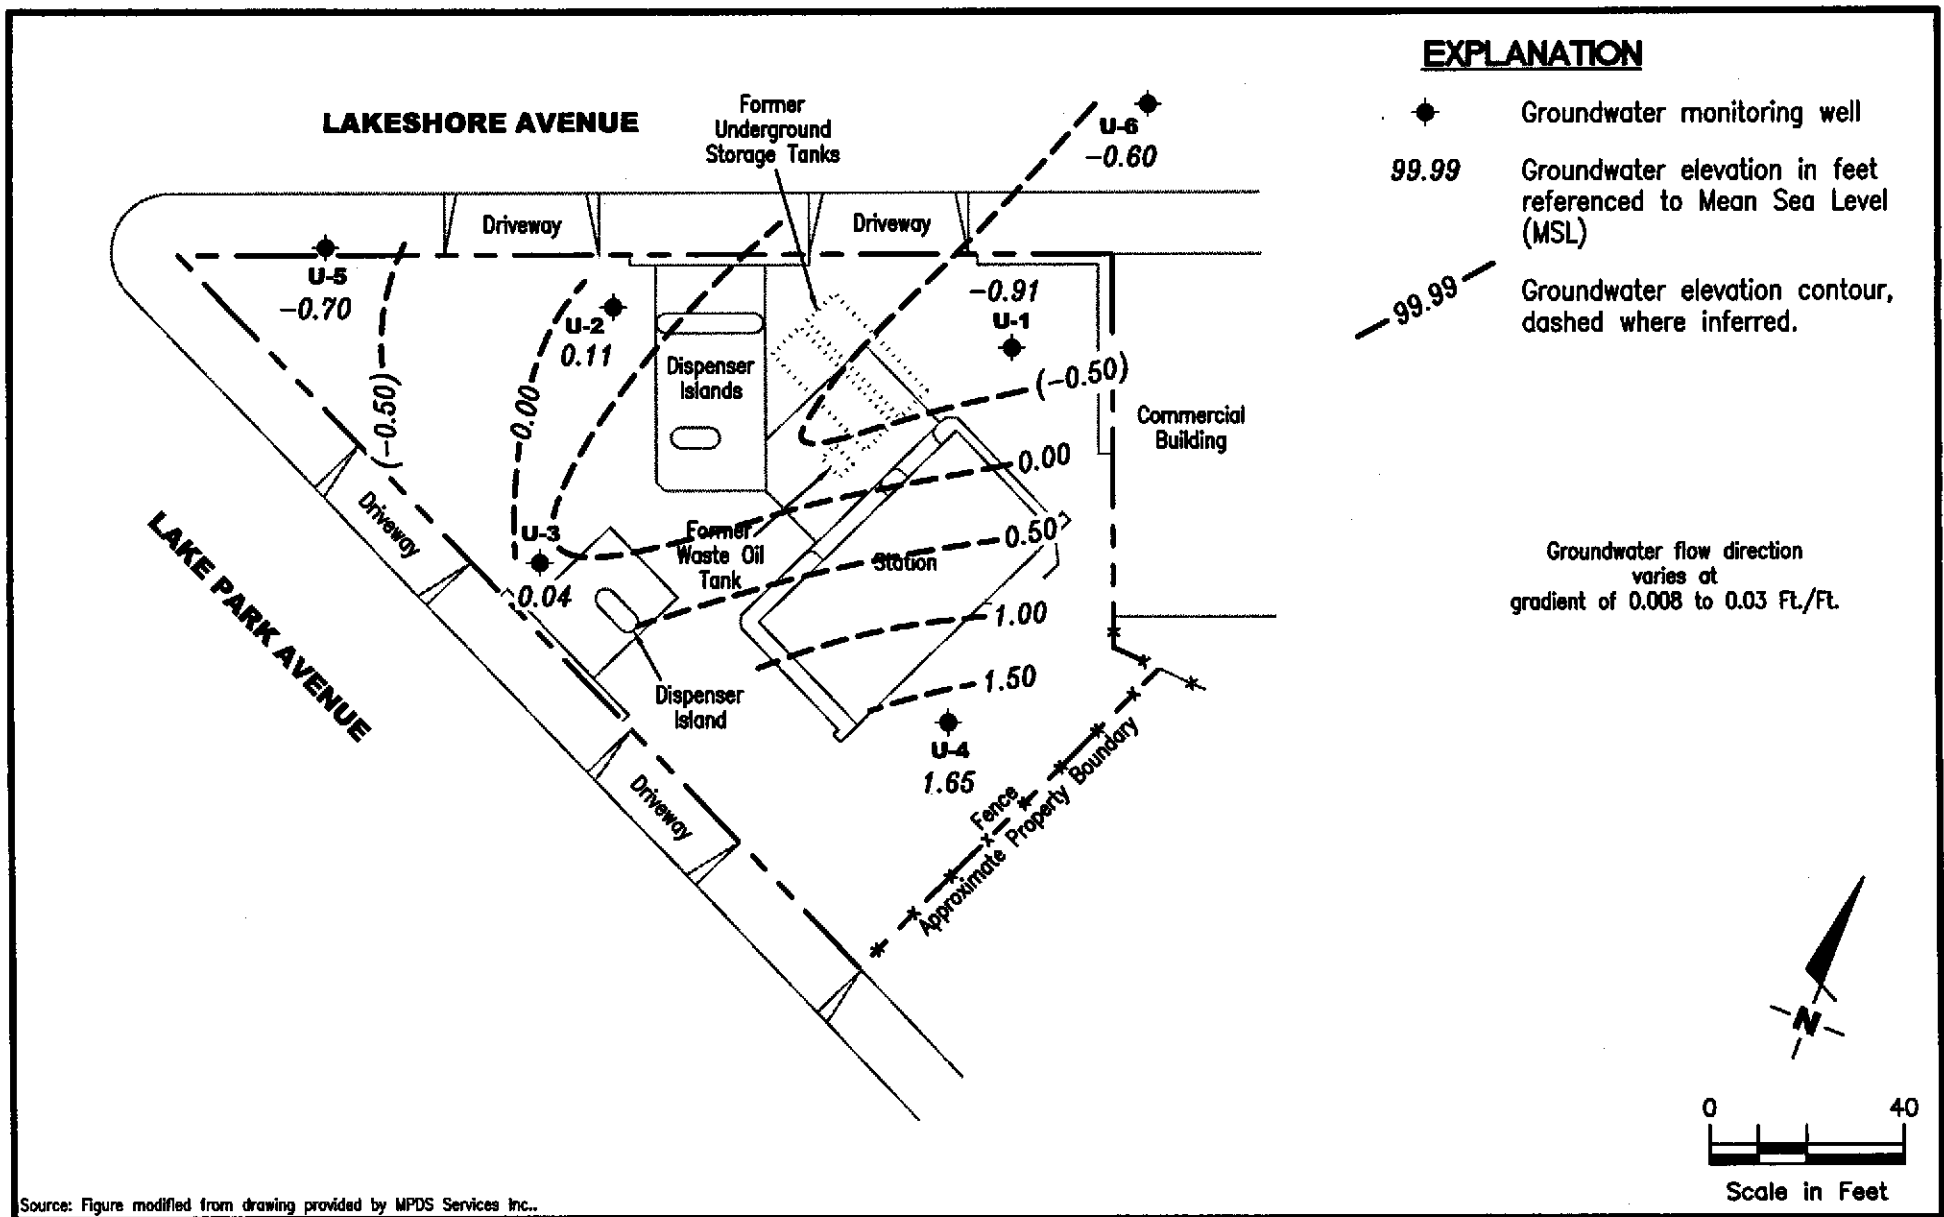 EXPLANATION
Groundwater monitoring well
99.99
Groundwater elevation in feet
referenced to Mean Sea Level
(MSL)
99.99
Groundwater elevation contour,
dashed where inferred.
Groundwater flow direction
varies at
gradient of 0.008 to 0.03 Ft./Ft.
LAKESHORE AVENUE
Former
Underground
Storage Tanks
U-6
-0.60
Driveway
Driveway
U-5
-0.70
U-2
0.11
-0.91
U-1
Dispenser
Islands
(-0.50)
(-0.50)
0.00
Commercial
Building
0.00
Driveway
U-3
0.04
Former
Waste Oil
Tank
0.50
Station
1.00
1.50
LAKE PARK AVENUE
Dispenser
Island
U-4
1.65
Driveway
Fence
Approximate Property Boundary
N
0 40
Scale in Feet
Source: Figure modified from drawing provided by MPDS Services Inc..